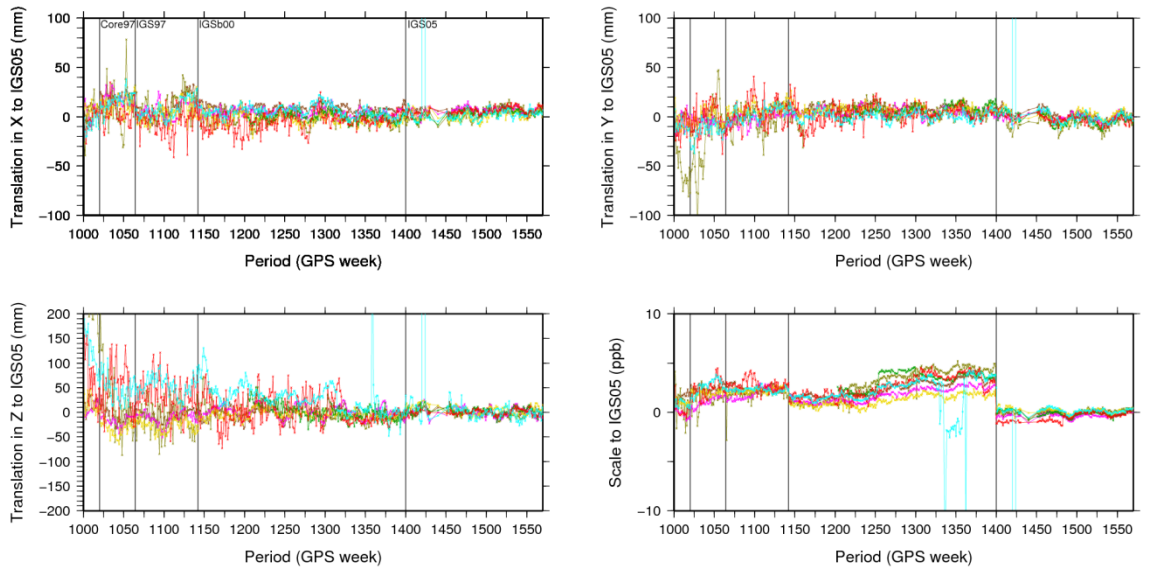 Core97 IGS97 IGSb00 IGS05
Translation in X to IGS05 (mm)
100
50
0
−50
−100
1000 1050 1100 1150 1200 1250 1300 1350 1400 1450 1500 1550
Period (GPS week)
Translation in Y to IGS05 (mm)
100
50
0
−50
−100
1000 1050 1100 1150 1200 1250 1300 1350 1400 1450 1500 1550
Period (GPS week)
Translation in Z to IGS05 (mm)
200
150
100
50
0
−50
−100
−150
−200
1000 1050 1100 1150 1200 1250 1300 1350 1400 1450 1500 1550
Period (GPS week)
Scale to IGS05 (ppb)
10
0
−10
1000 1050 1100 1150 1200 1250 1300 1350 1400 1450 1500 1550
Period (GPS week)